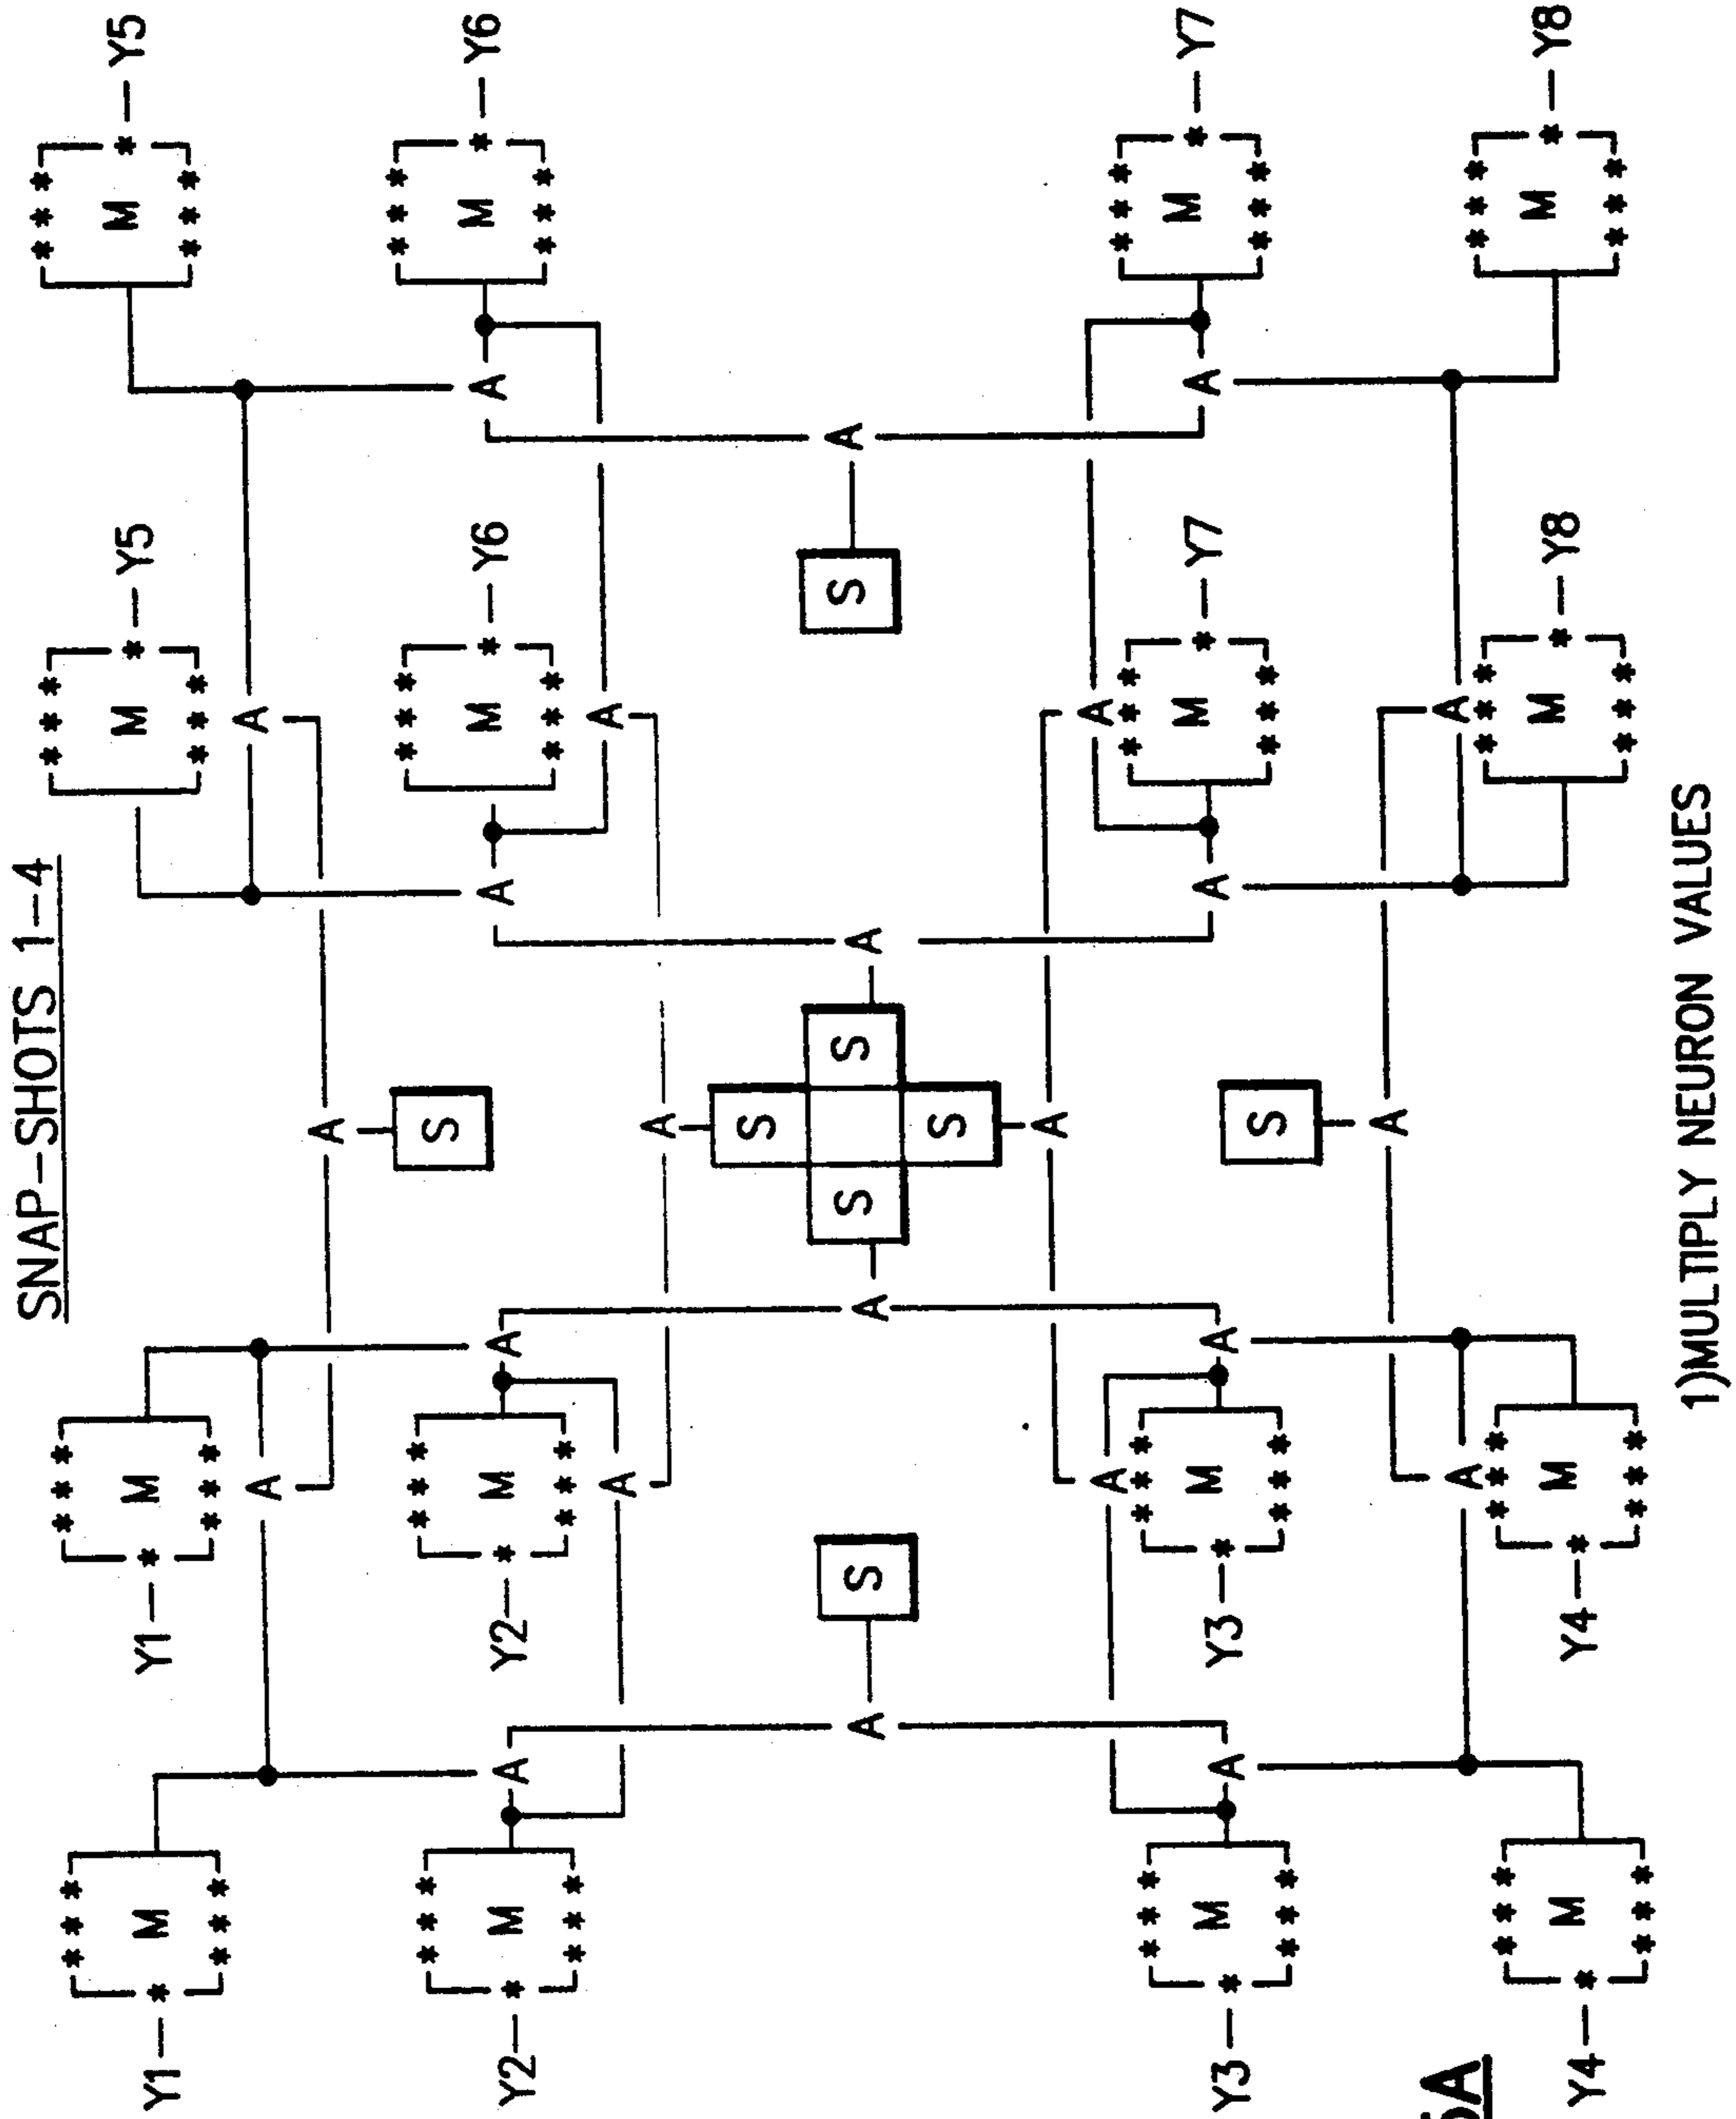 SNAP-SHOTS 1-4
Y1 M Y1 M M Y5 M Y5
A A
A
S
Y2 M A Y2 M A A M Y6 A M Y6
A A
A
S
A S A S S A S A
S
A
A A
Y3 M A Y3 M A A M Y7 A M Y7
S
A
5A A A
Y4 M Y4 M M Y8 M Y8
1)MULTIPLY NEURON VALUES